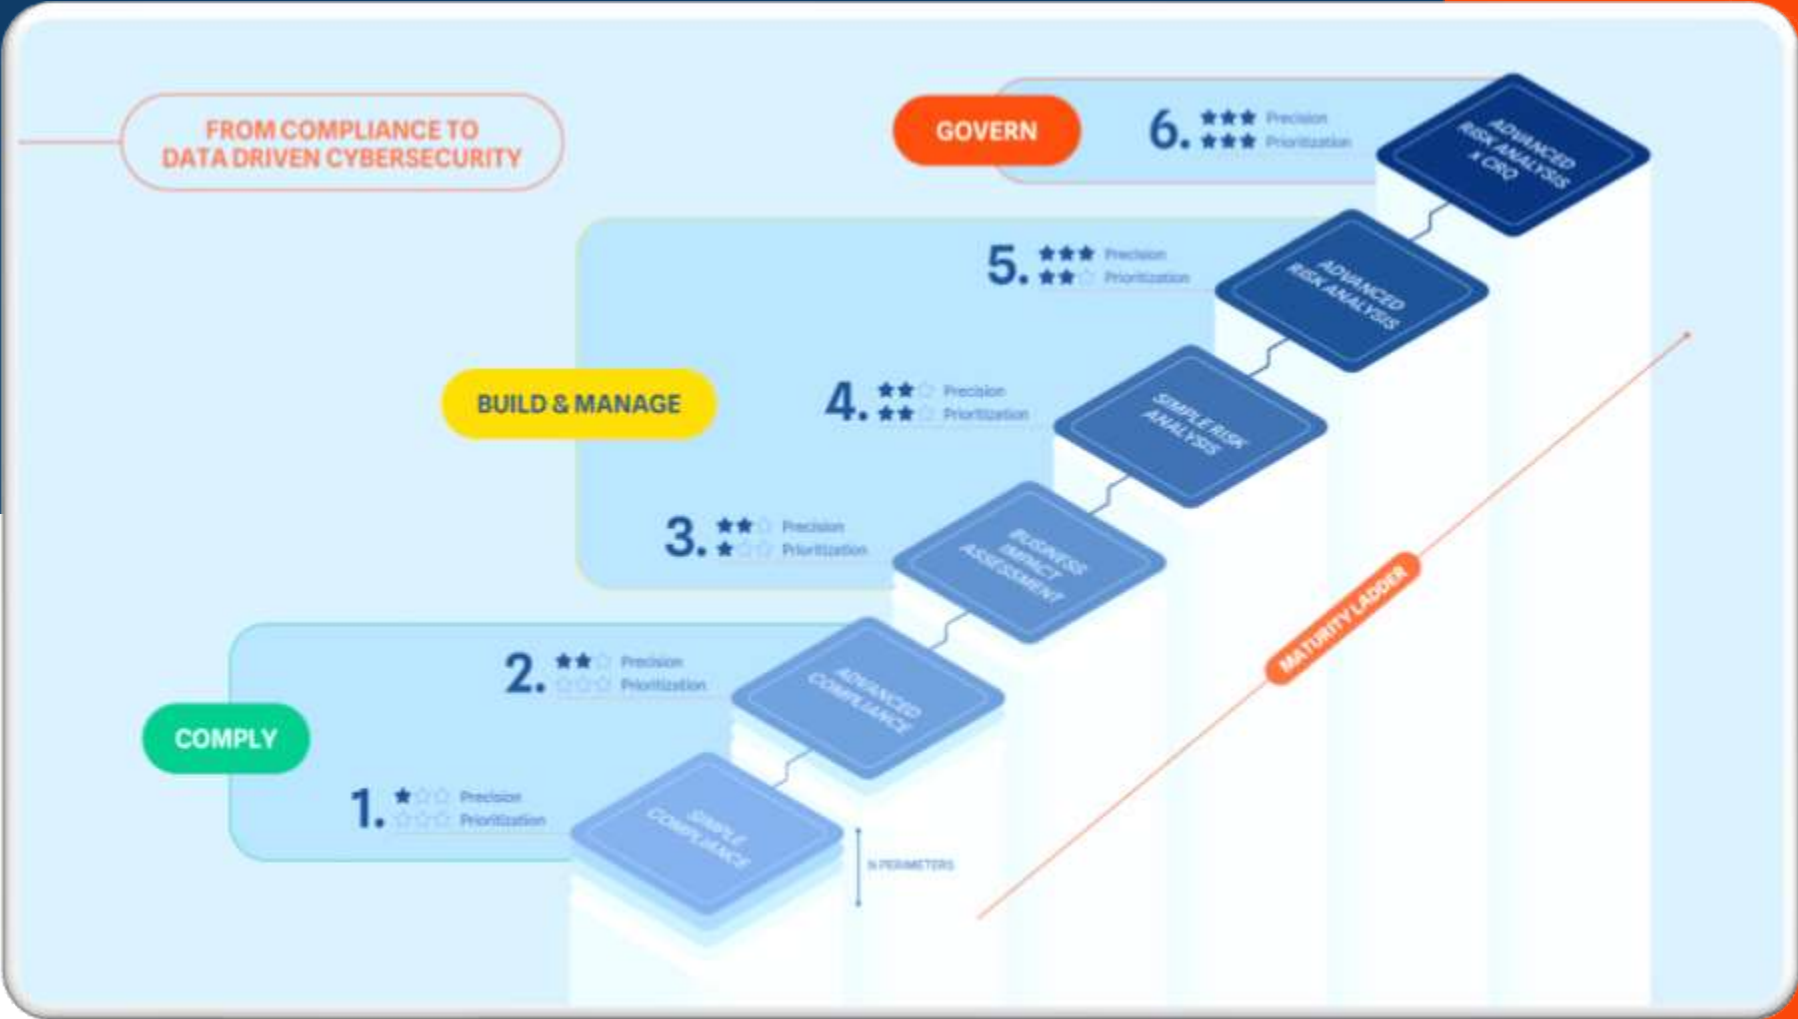 FROM COMPLIANCE TO
DATA DRIVEN CYBERSECURITY
GOVERN
6.
Precision
Prioritization
ADVANCED
RISK ANALYSIS
x CRQ
5.
Precision
Prioritization
ADVANCED
RISK ANALYSIS
BUILD & MANAGE
4.
Precision
Prioritization
SIMPLE RISK
ANALYSIS
3.
Precision
Prioritization
BUSINESS
IMPACT
ASSESSMENT
MATURITY LADDER
COMPLY
2.
Precision
Prioritization
ADVANCED
COMPLIANCE
1.
Precision
Prioritization
SIMPLE
COMPLIANCE
N PERIMETERS